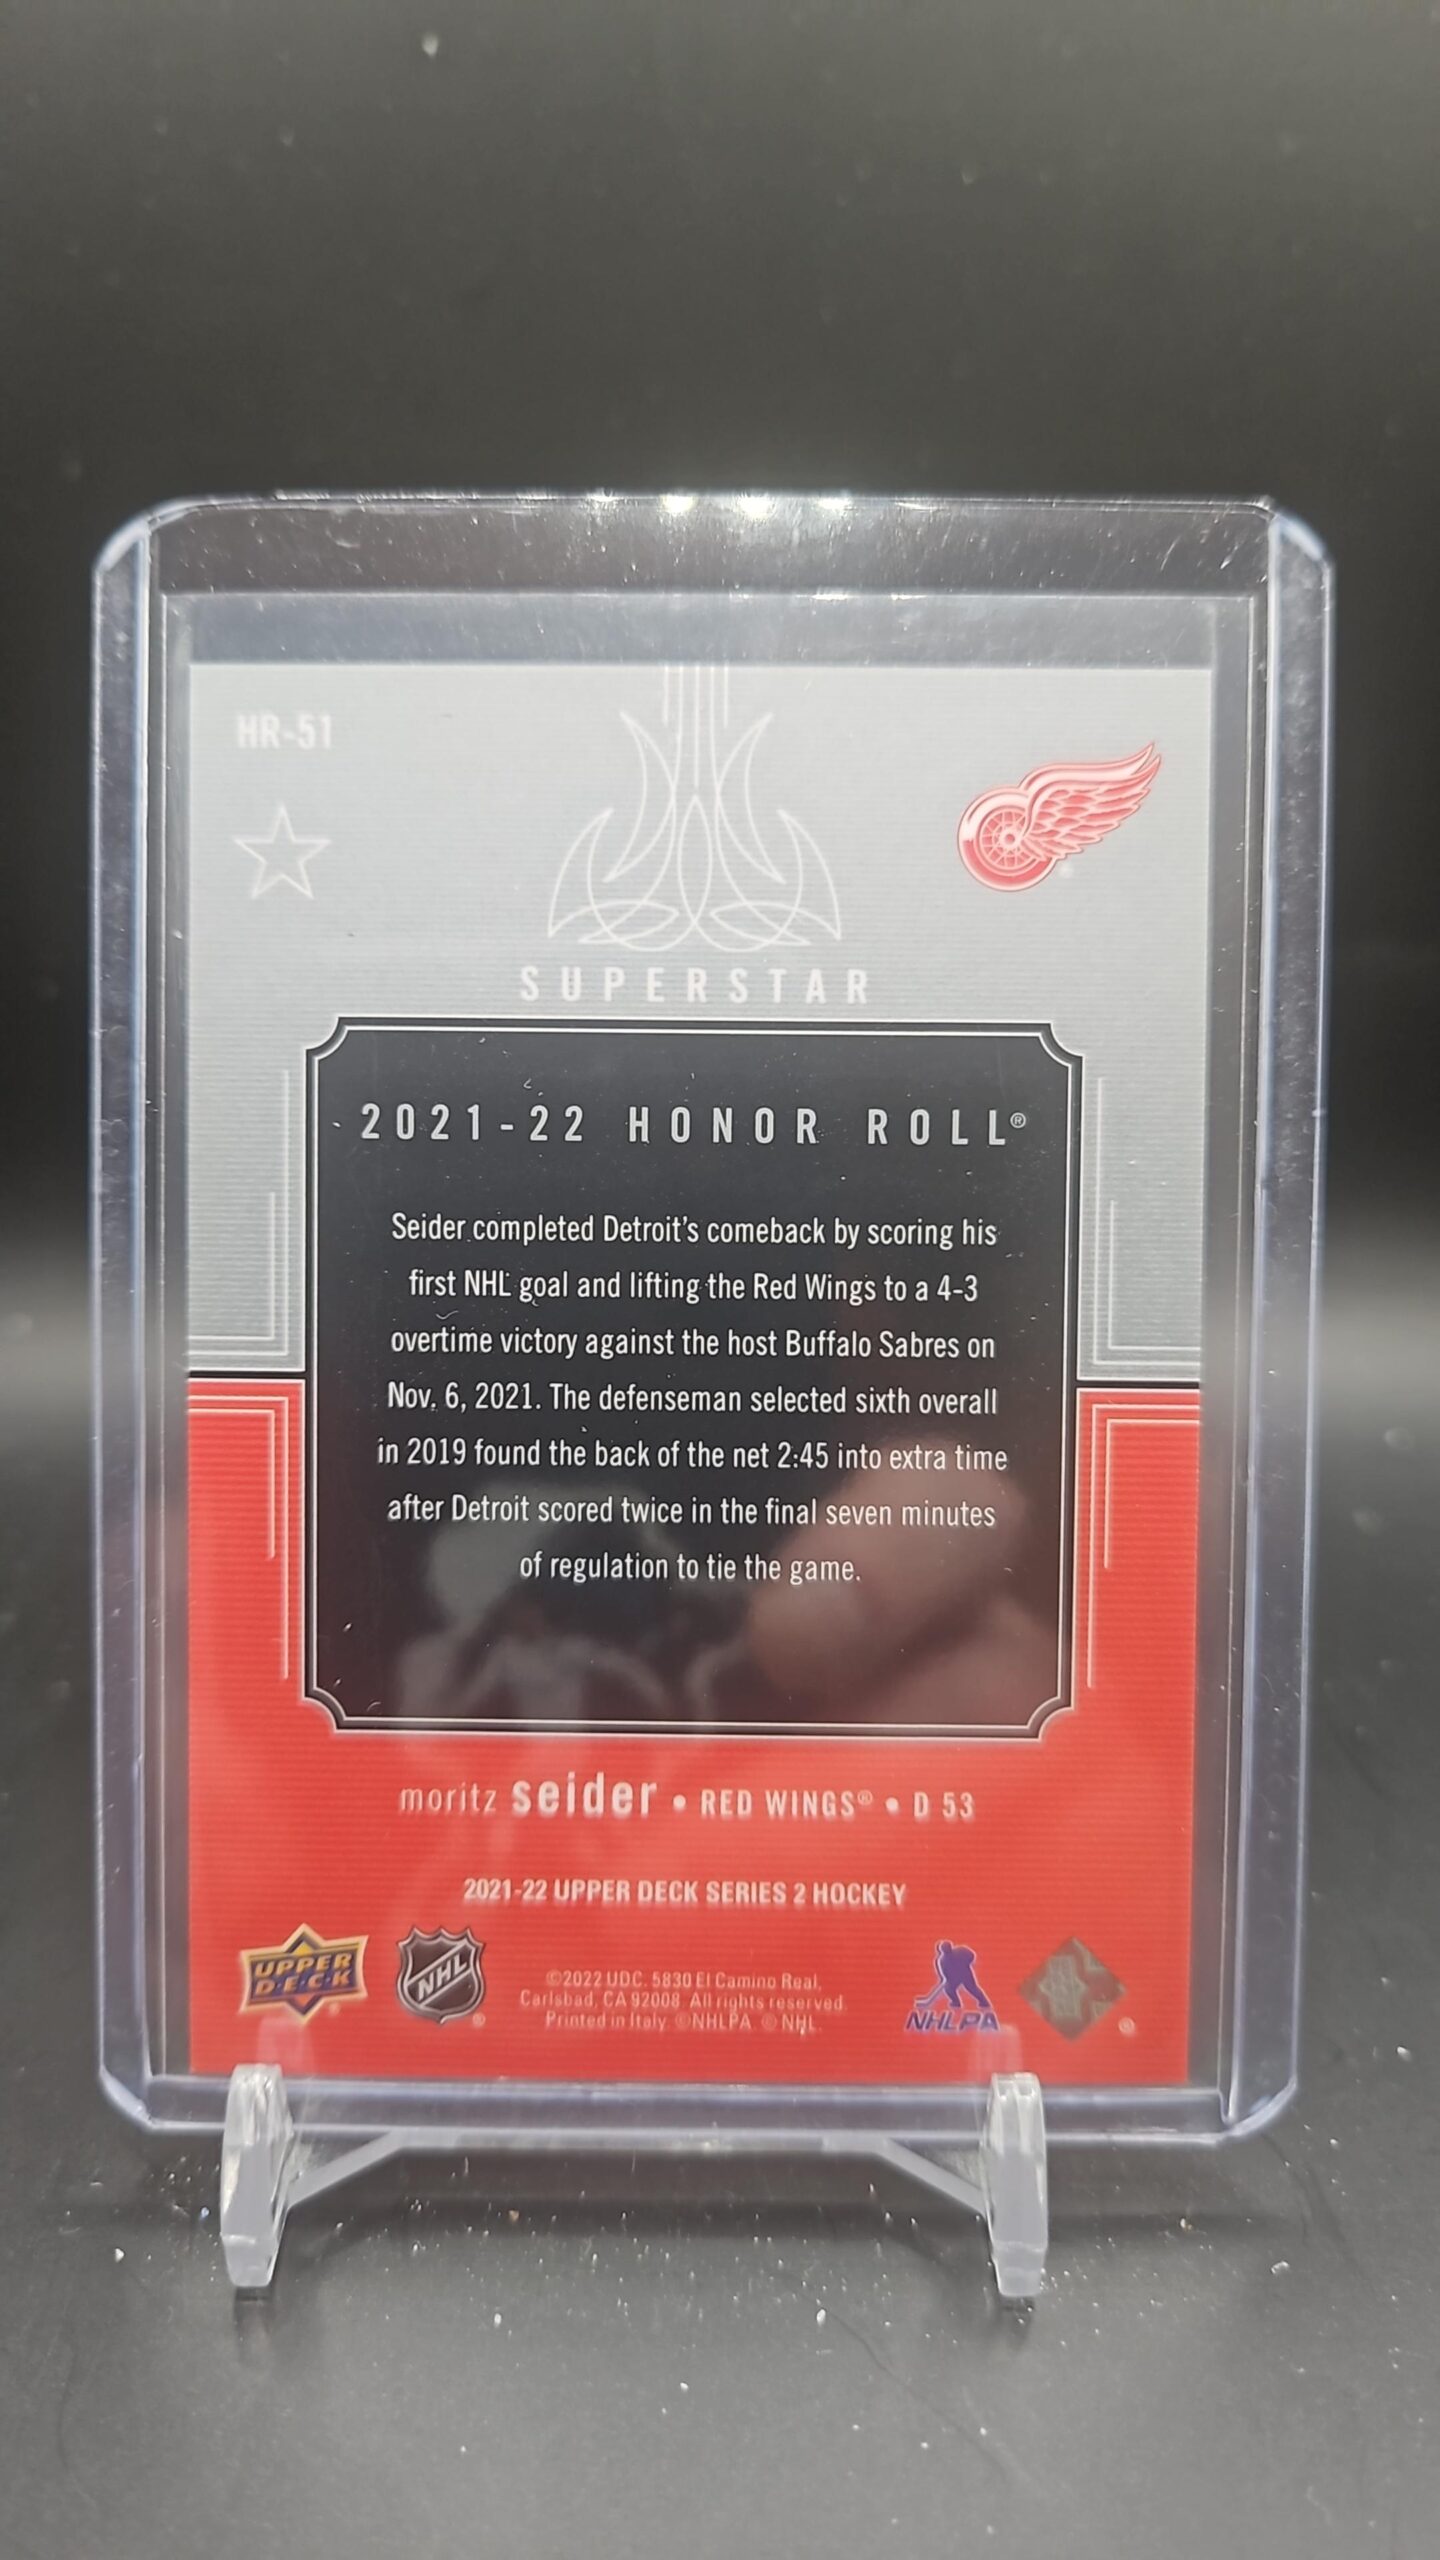 HR-51
SUPERSTAR
2021-22 HONOR ROLL®
Seider completed Detroit's comeback by scoring his
first NHL goal and lifting the Red Wings to a 4-3
overtime victory against the host Buffalo Sabres on
Nov. 6, 2021. The defenseman selected sixth overall
in 2019 found the back of the net 2:45 into extra time
after Detroit scored twice in the final seven minutes
of regulation to tie the game.
moritz seider • RED WINGS® • D 53
2021-22 UPPER DECK SERIES 2 HOCKEY
UPPER
D•E•C•K
®
NHL
®
©2022 UDC. 5830 El Camino Real,
Carlsbad, CA 92008. All rights reserved.
Printed in Italy. ©NHLPA. © NHL.
NHLPA
®